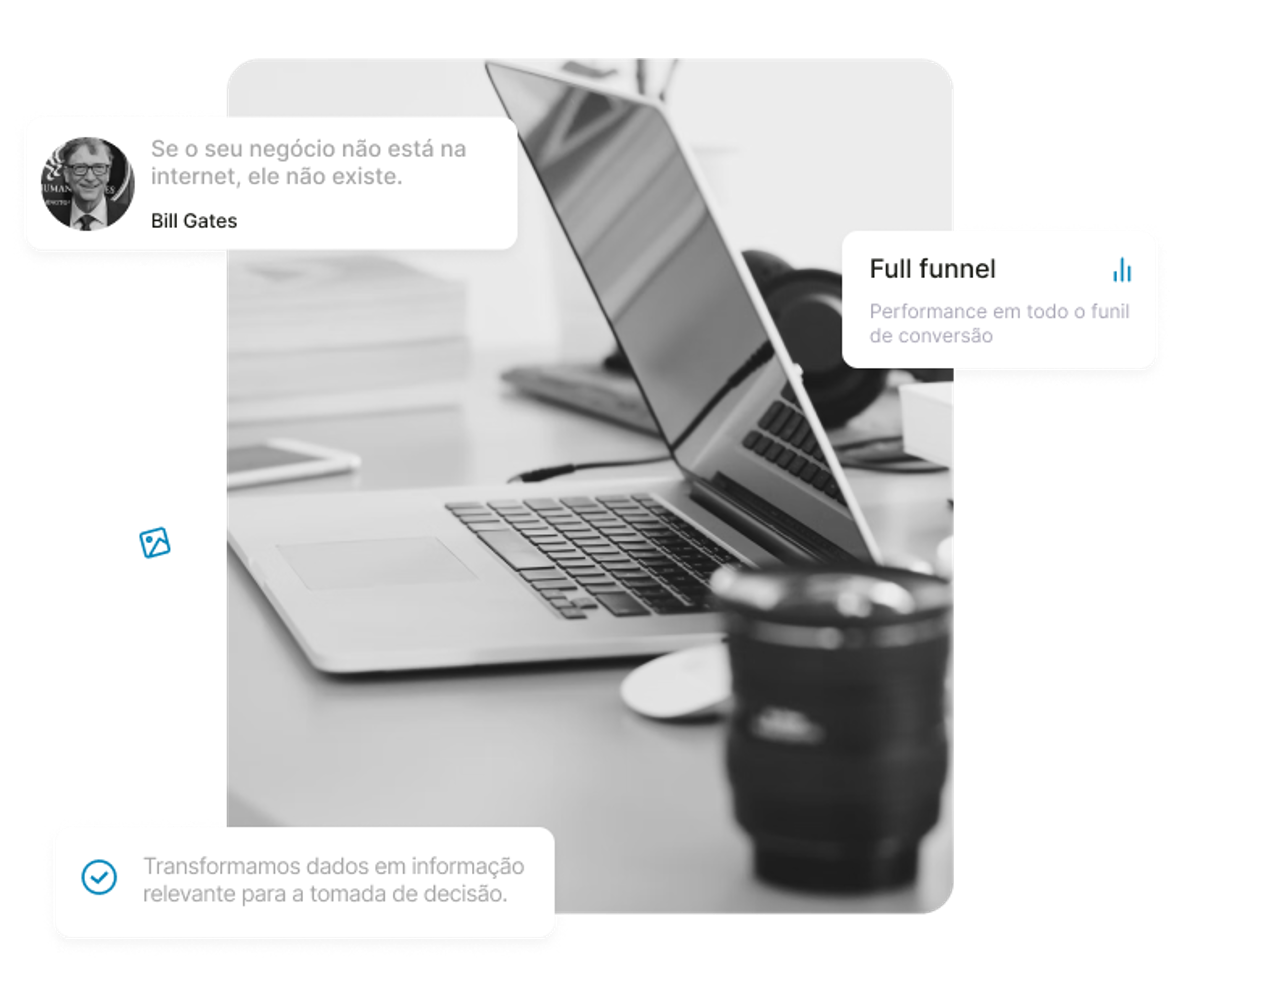 Se o seu negócio não está na
internet, ele não existe.
Bill Gates
Full funnel
Performance em todo o funil
de conversão
Transformamos dados em informação
relevante para a tomada de decisão.